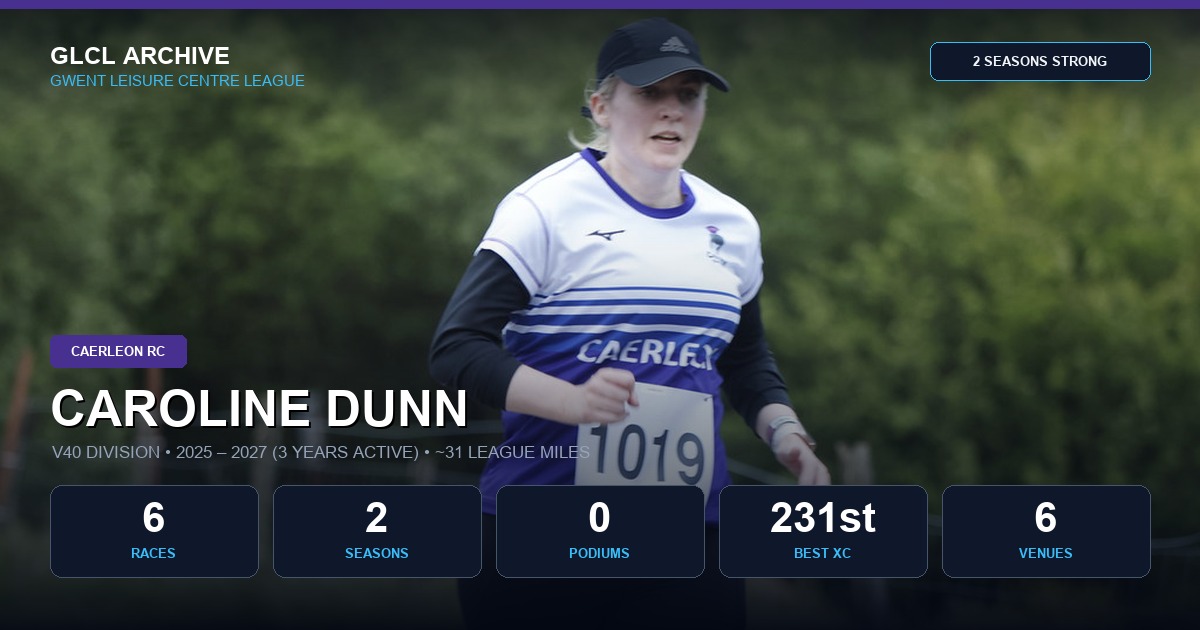 GLCL ARCHIVE
GWENT LEISURE CENTRE LEAGUE
2 SEASONS STRONG
CAERLEON RC
CAROLINE DUNN
V40 DIVISION • 2025 – 2027 (3 YEARS ACTIVE) • ~31 LEAGUE MILES
1019
6
RACES
2
SEASONS
0
PODIUMS
231st
BEST XC
6
VENUES